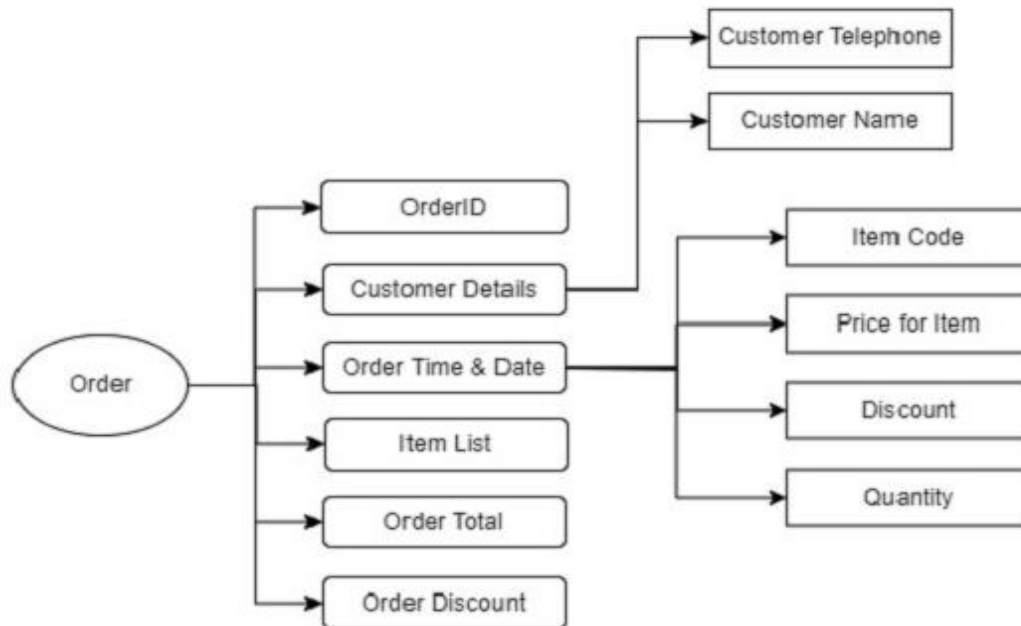 Customer Telephone
Customer Name
OrderID
Item Code
Customer Details
Price for Item
Order
Order Time & Date
Discount
Item List
Quantity
Order Total
Order Discount